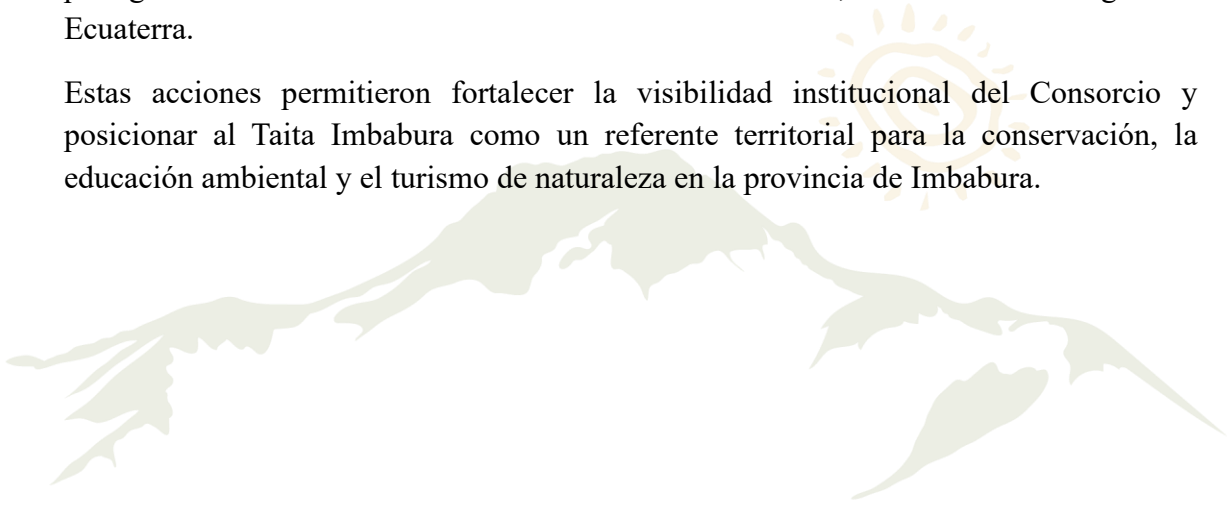 Ecuaterra.
Estas acciones permitieron fortalecer la visibilidad institucional del Consorcio y
posicionar al Taita Imbabura como un referente territorial para la conservación, la
educación ambiental y el turismo de naturaleza en la provincia de Imbabura.